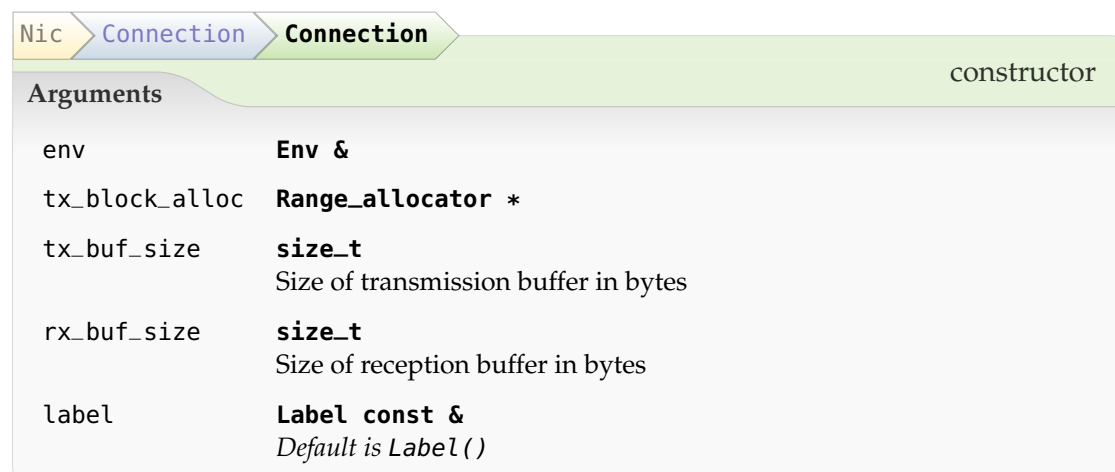 Nic Connection Connection
constructor
Arguments
env Env &
tx_block_alloc Range_allocator *
tx_buf_size size_t
Size of transmission buffer in bytes
rx_buf_size size_t
Size of reception buffer in bytes
label Label const &
Default is Label()